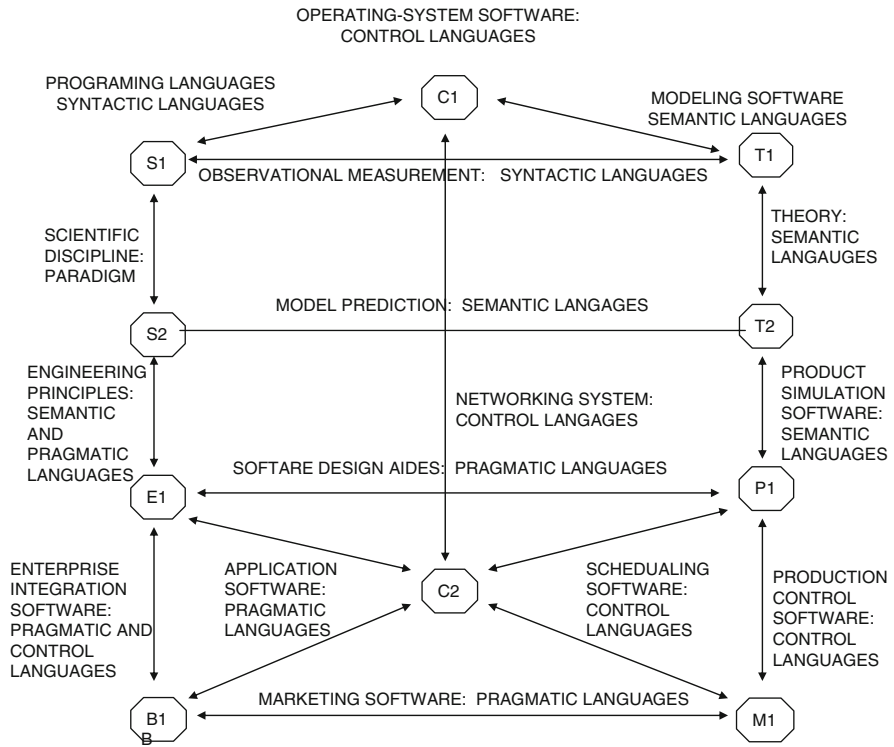 OPERATING-SYSTEM SOFTWARE:
CONTROL LANGUAGES
PROGRAMING LANGUAGES
SYNTACTIC LANGUAGES
C1
MODELING SOFTWARE
SEMANTIC LANGUAGES
S1
T1
OBSERVATIONAL MEASUREMENT: SYNTACTIC LANGUAGES
SCIENTIFIC
DISCIPLINE:
PARADIGM
THEORY:
SEMANTIC
LANGAUGES
MODEL PREDICTION: SEMANTIC LANGAGES
S2
T2
ENGINEERING
PRINCIPLES:
SEMANTIC
AND
PRAGMATIC
LANGUAGES
NETWORKING SYSTEM:
CONTROL LANGAGES
PRODUCT
SIMULATION
SOFTWARE:
SEMANTIC
LANGUAGES
SOFTARE DESIGN AIDES: PRAGMATIC LANGUAGES
E1
P1
ENTERPRISE
INTEGRATION
SOFTWARE:
PRAGMATIC AND
CONTROL
LANGUAGES
APPLICATION
SOFTWARE:
PRAGMATIC
LANGUAGES
C2
SCHEDUALING
SOFTWARE:
CONTROL
LANGUAGES
PRODUCTION
CONTROL
SOFTWARE:
CONTROL
LANGUAGES
MARKETING SOFTWARE: PRAGMATIC LANGUAGES
B1
B
M1